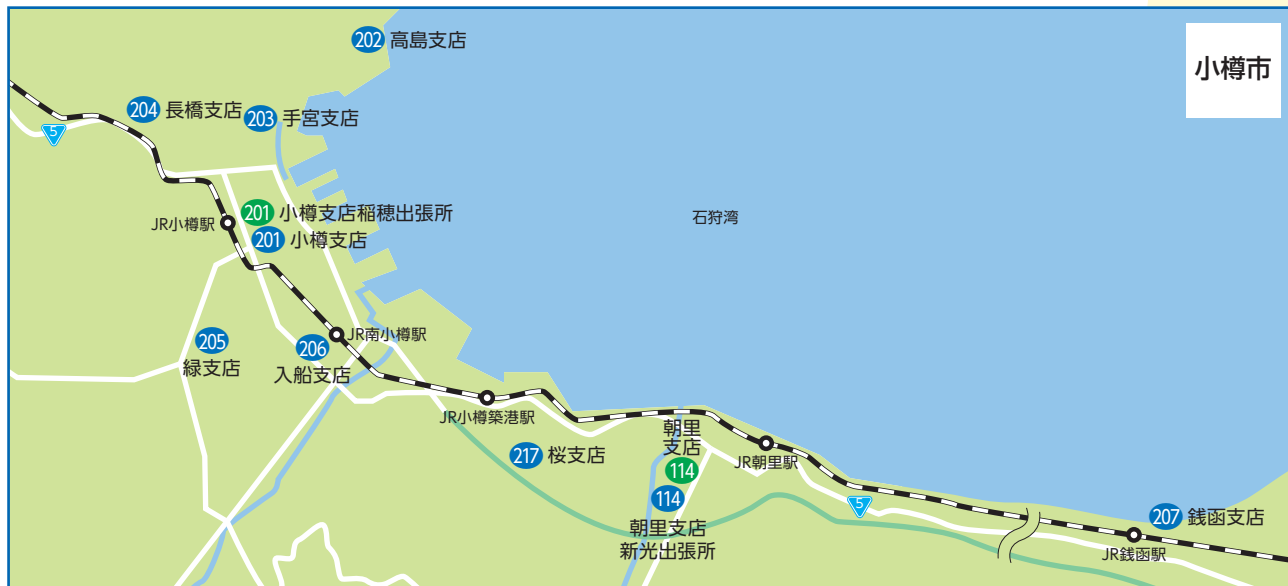 小樽市
202 高島支店
204 長橋支店
203 手宮支店
5
201 小樽支店稲穂出張所
JR小樽駅
201 小樽支店
石狩湾
205
緑支店
206
入船支店
JR南小樽駅
JR小樽築港駅
217 桜支店
朝里
支店
114
114
朝里支店
新光出張所
JR朝里駅
5
207 銭函支店
JR銭函駅